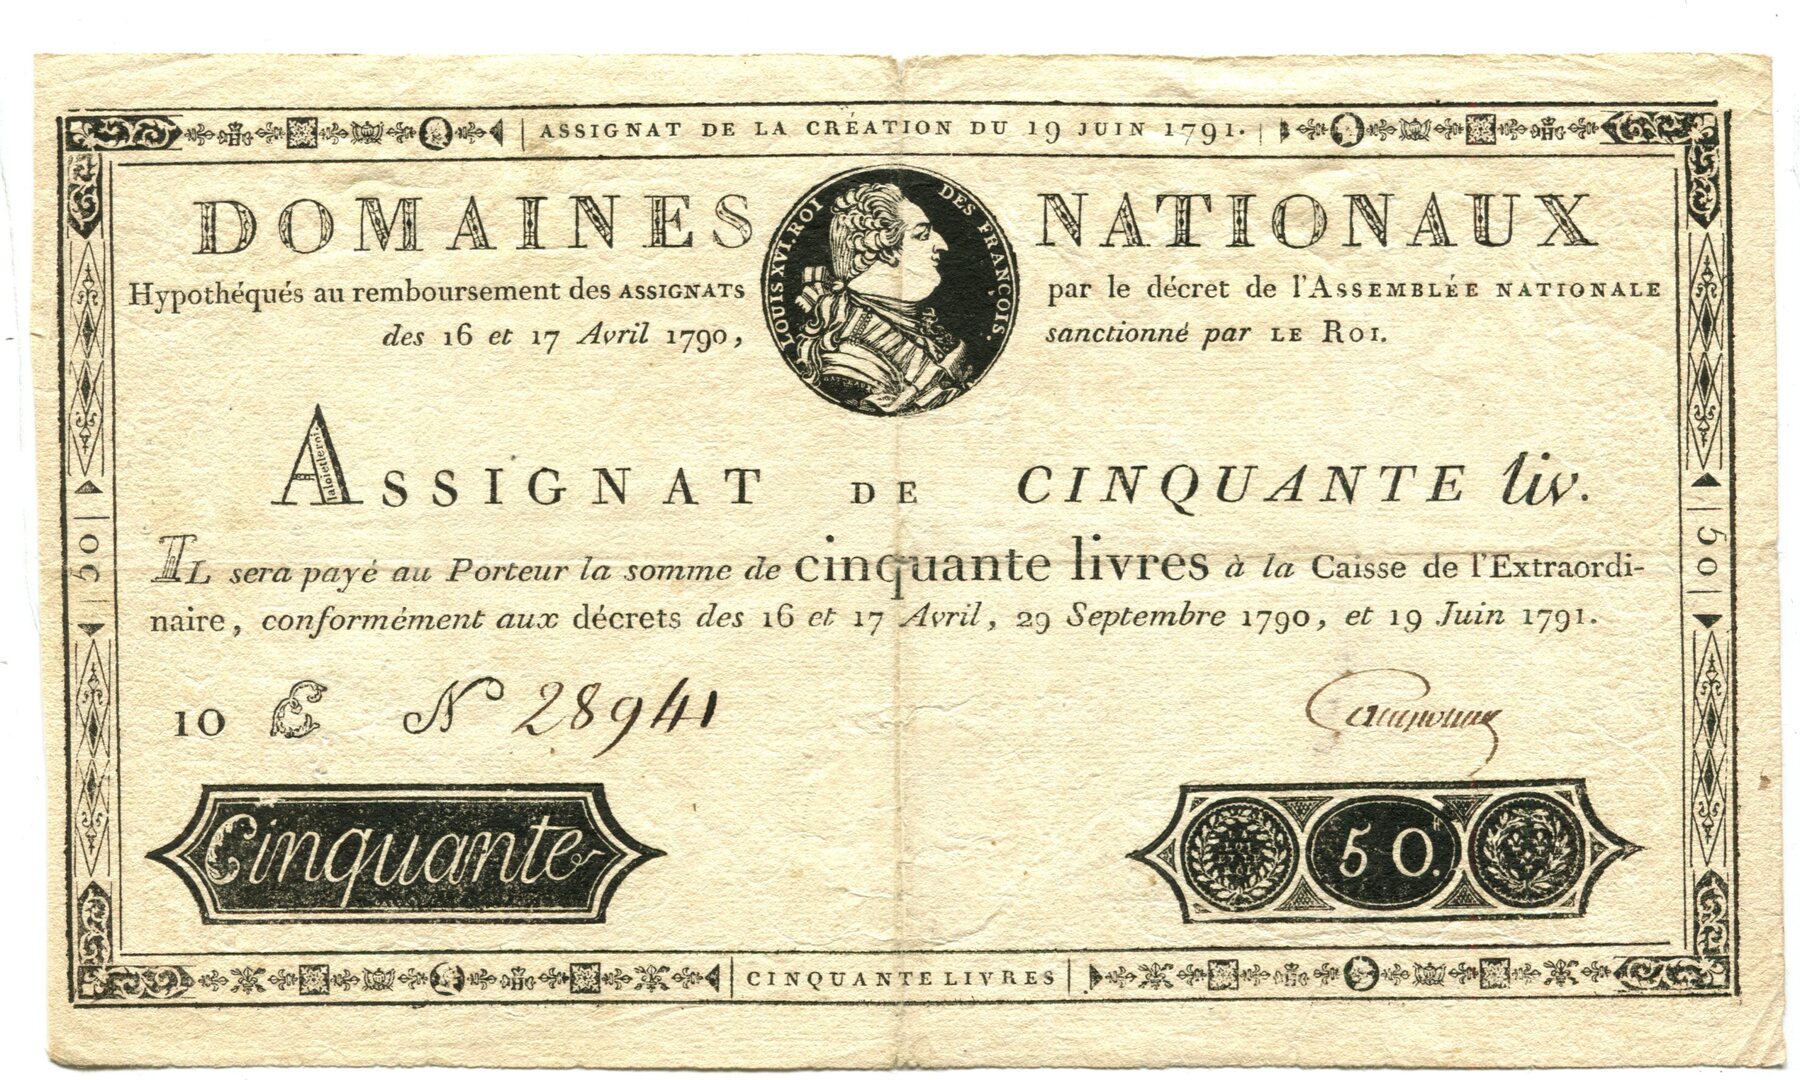 ASSIGNAT DE LA CRÉATION DU 19 JUIN 1791.
DOMAINES NATIONAUX
LOUIS XVI. ROI DES FRANÇOIS.
Hypothéqués au remboursement des ASSIGNATS par le décret de l'ASSEMBLÉE NATIONALE
des 16 et 17 Avril 1790, sanctionné par LE ROI.
ASSIGNAT DE CINQUANTE liv.
laloietleroi.
IL sera payé au Porteur la somme de cinquante livres à la Caisse de l'Extraordi-
naire, conformément aux décrets des 16 et 17 Avril, 29 Septembre 1790, et 19 Juin 1791.
50
50
10 C N 28941
Cinquante
50.
CINQUANTE LIVRES